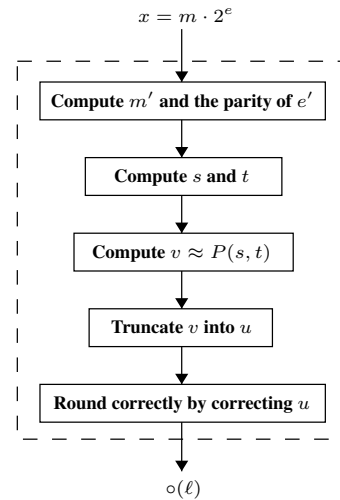 x = m · 2^e
Compute m′ and the parity of e′
Compute s and t
Compute v ≈ P(s, t)
Truncate v into u
Round correctly by correcting u
∘(ℓ)